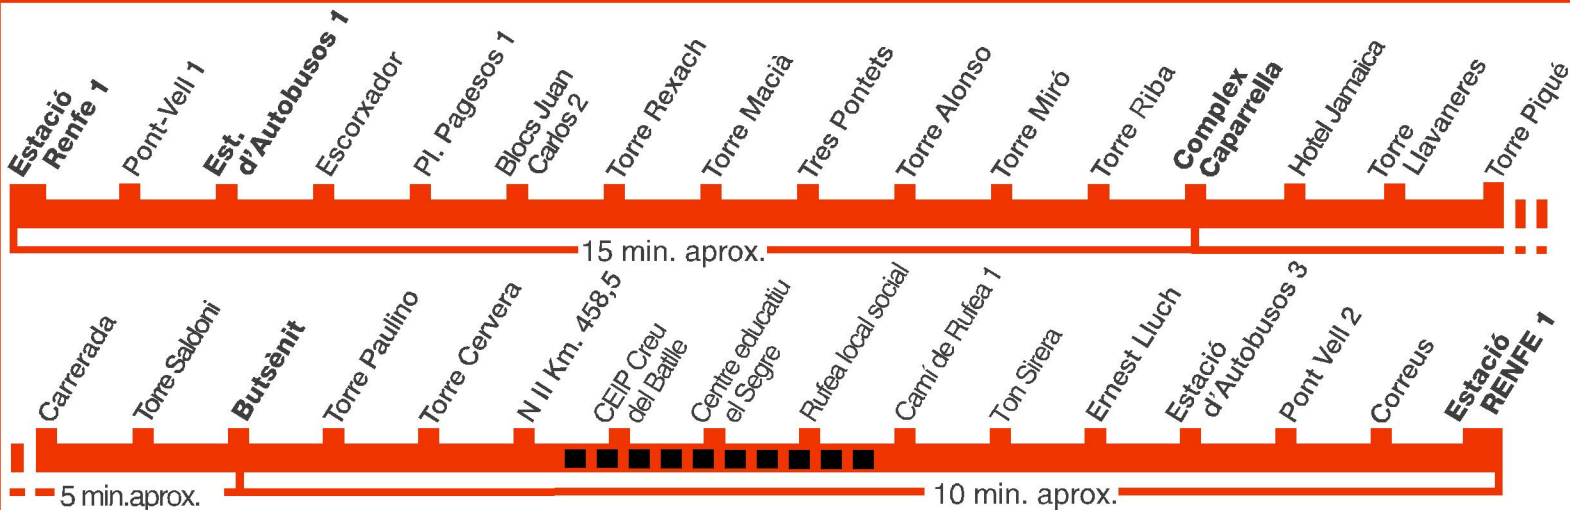 Estació
Renfe 1
Pont-Vell 1
Est.
d'Autobusos 1
Escorxador
Pl. Pagesos 1
Blocs Juan
Carlos 2
Torre Rexach
Torre Macià
Tres Pontets
Torre Alonso
Torre Miró
Torre Riba
Complex
Caparrella
Hotel Jamaica
Torre
Llavaneres
Torre Piqué
15 min. aprox.
Carrerada
Torre Saldoni
Butsènit
Torre Paulino
Torre Cervera
N II Km. 458,5
CEIP Creu
del Batlle
Centre educatiu
el Segre
Rufea local social
Camí de Rufea 1
Ton Sirera
Ernest Lluch
Estació
d'Autobusos 3
Pont Vell 2
Correus
Estació
RENFE 1
5 min.aprox.
10 min. aprox.